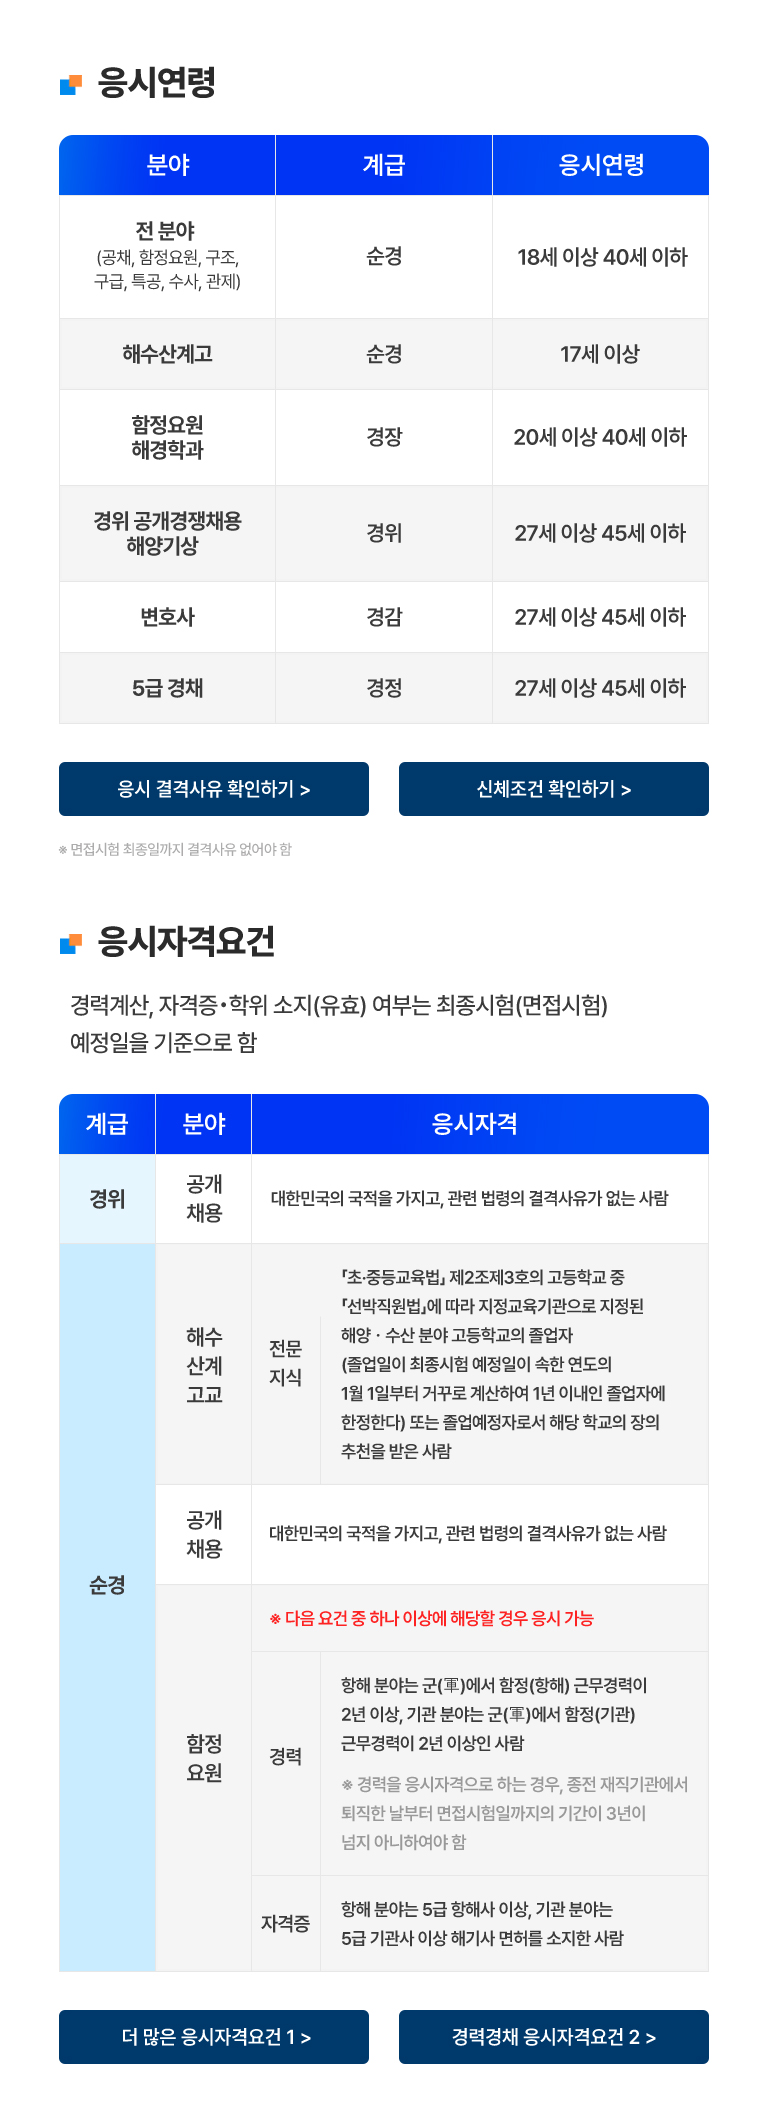 응시연령
분야 계급 응시연령
전 분야
(공채, 함정요원, 구조,
구급, 특공, 수사, 관제)
순경 18세 이상 40세 이하
해수산계고 순경 17세 이상
함정요원
해경학과
경장 20세 이상 40세 이하
경위 공개경쟁채용
해양기상
경위 27세 이상 45세 이하
변호사 경감 27세 이상 45세 이하
5급 경채 경정 27세 이상 45세 이하
응시 결격사유 확인하기 > 신체조건 확인하기 >
※ 면접시험 최종일까지 결격사유 없어야 함
응시자격요건
경력계산, 자격증•학위 소지(유효) 여부는 최종시험(면접시험)
예정일을 기준으로 함
계급 분야 응시자격
경위
공개
채용
대한민국의 국적을 가지고, 관련 법령의 결격사유가 없는 사람
순경
해수
산계
고교
전문
지식
「초·중등교육법」 제2조제3호의 고등학교 중
「선박직원법」에 따라 지정교육기관으로 지정된
해양 · 수산 분야 고등학교의 졸업자
(졸업일이 최종시험 예정일이 속한 연도의
1월 1일부터 거꾸로 계산하여 1년 이내인 졸업자에
한정한다) 또는 졸업예정자로서 해당 학교의 장의
추천을 받은 사람
공개
채용
대한민국의 국적을 가지고, 관련 법령의 결격사유가 없는 사람
함정
요원
※ 다음 요건 중 하나 이상에 해당할 경우 응시 가능
경력
항해 분야는 군(軍)에서 함정(항해) 근무경력이
2년 이상, 기관 분야는 군(軍)에서 함정(기관)
근무경력이 2년 이상인 사람
※ 경력을 응시자격으로 하는 경우, 종전 재직기관에서
퇴직한 날부터 면접시험일까지의 기간이 3년이
넘지 아니하여야 함
자격증
항해 분야는 5급 항해사 이상, 기관 분야는
5급 기관사 이상 해기사 면허를 소지한 사람
더 많은 응시자격요건 1 > 경력경채 응시자격요건 2 >